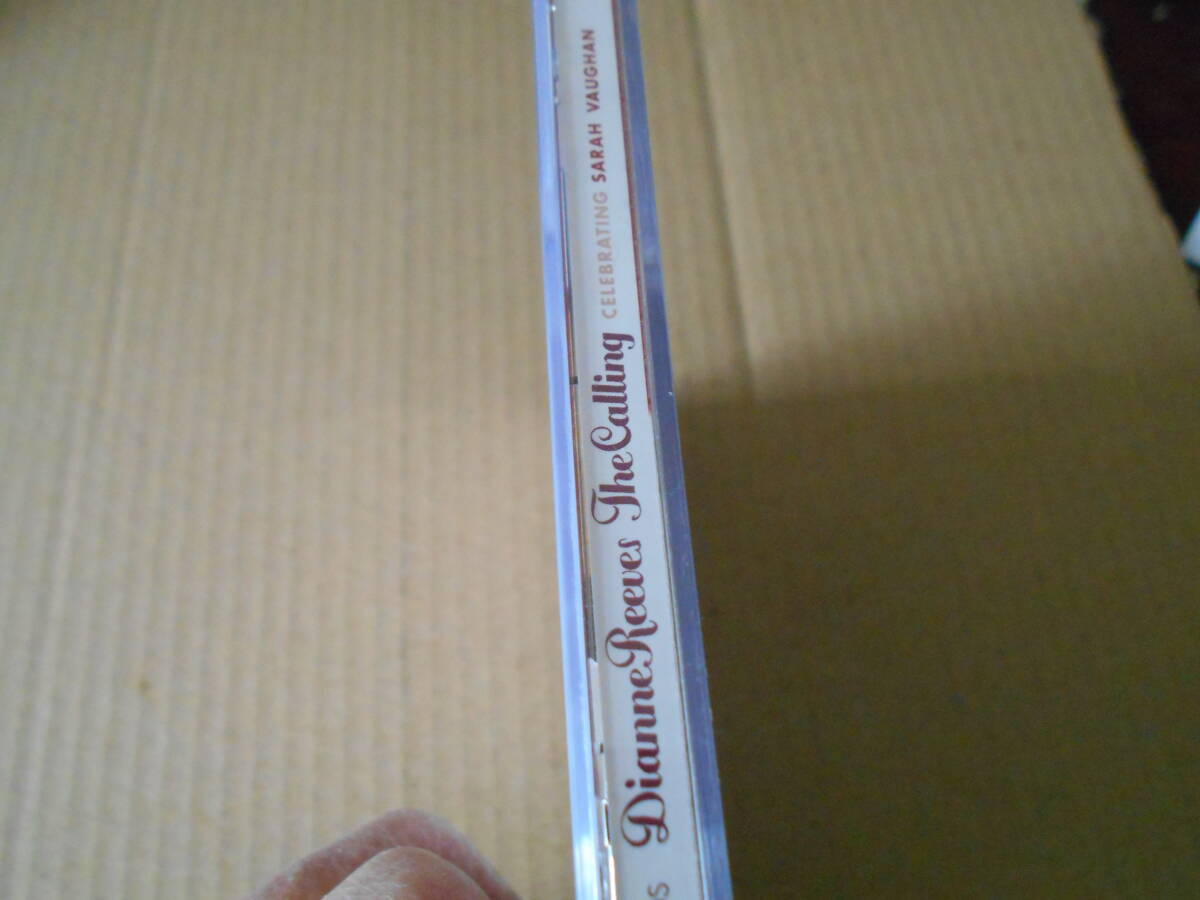 DianneReeves TheCalling CELEBRATING SARAH VAUGHAN